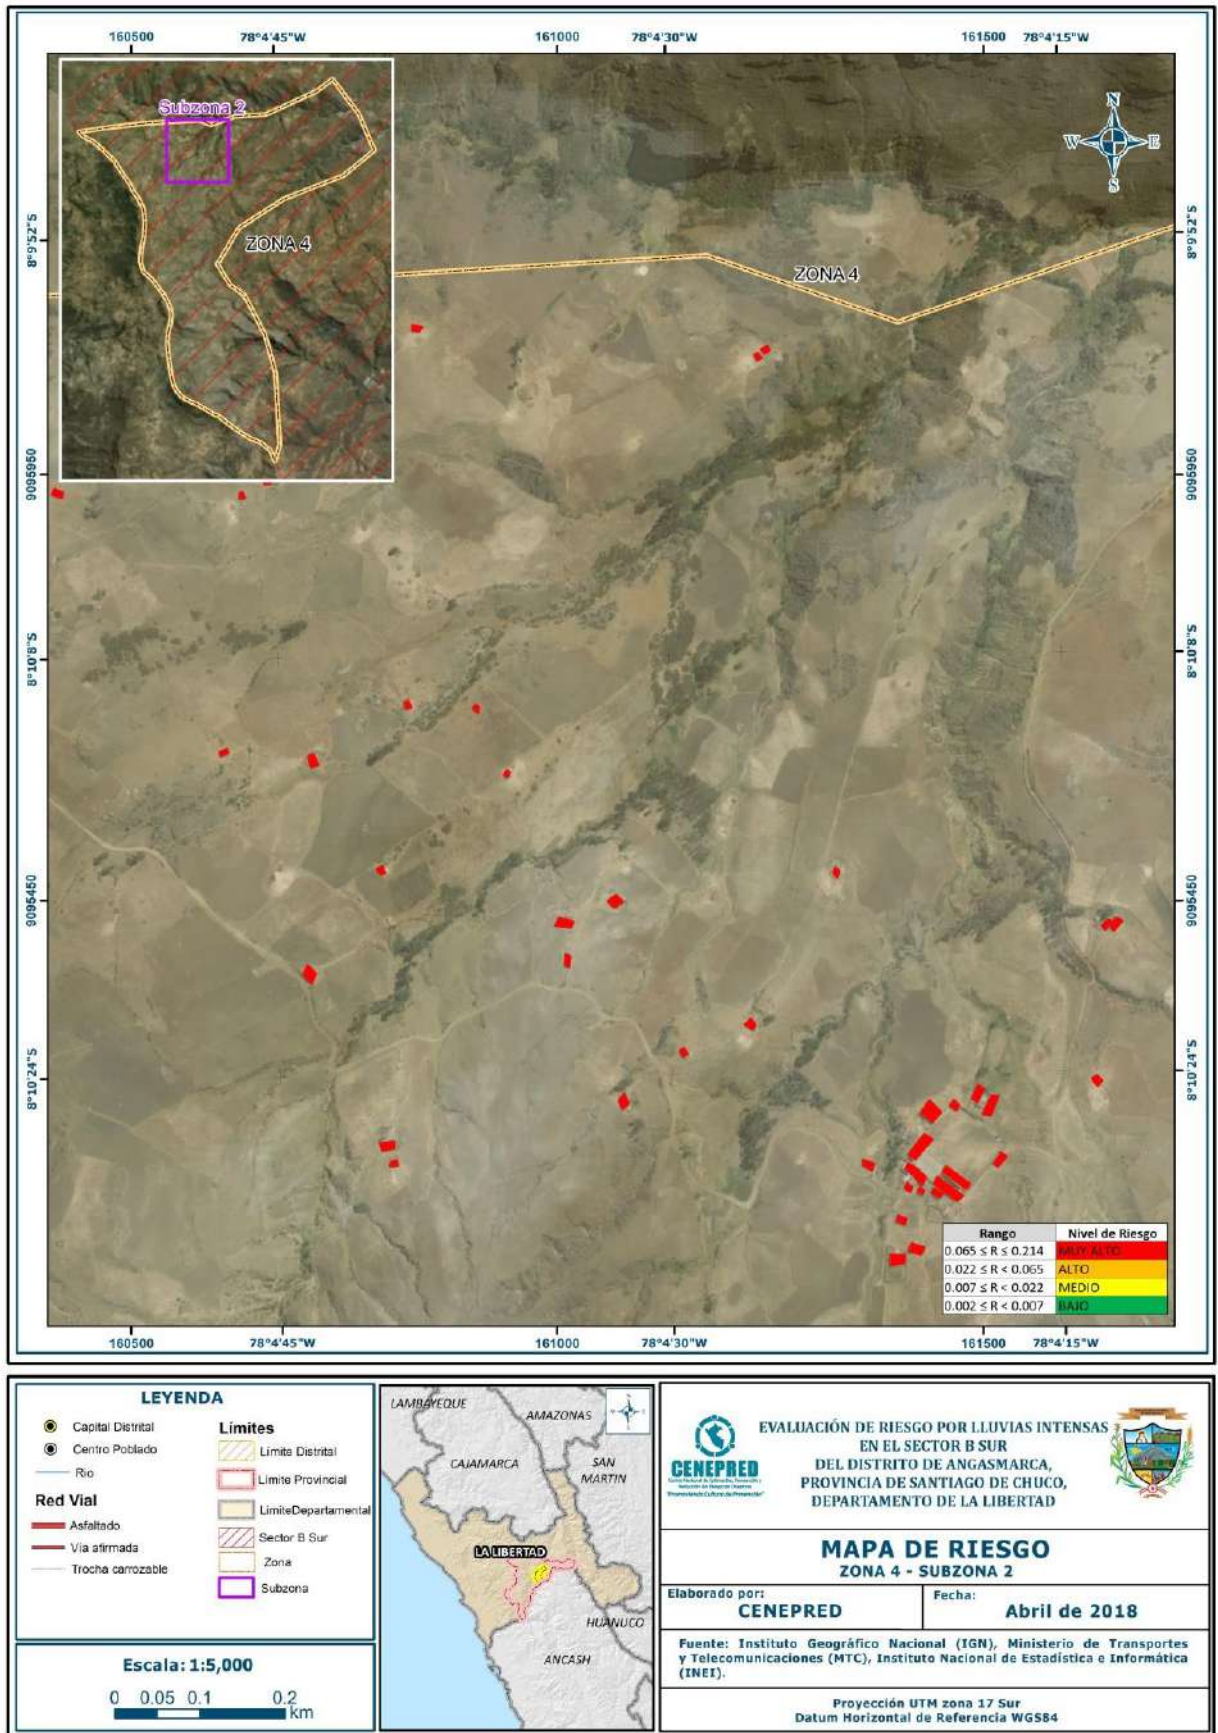 160500 78°4'45"W 161000 78°4'30"W 161500 78°4'15"W
Subzona 2
ZONA 4
ZONA 4
N
W E
S
8°9'52"S
8°9'52"S
9095950
9095950
8°10'8"S
8°10'8"S
9095450
9095450
8°10'24"S
8°10'24"S
Rango Nivel de Riesgo
0.065 ≤ R ≤ 0.214 MUY ALTO
0.022 ≤ R < 0.065 ALTO
0.007 ≤ R < 0.022 MEDIO
0.002 ≤ R < 0.007 BAJO
160500 78°4'45"W 161000 78°4'30"W 161500 78°4'15"W
LEYENDA
Capital Distrital
Centro Poblado
Rio
Red Vial
Asfaltado
Vía afirmada
Trocha carrozable
Límites
Límite Distrital
Límite Provincial
LímiteDepartamental
Sector B Sur
Zona
Subzona
Escala: 1:5,000
0 0.05 0.1 0.2
km
LAMBAYEQUE
AMAZONAS
CAJAMARCA
SAN
MARTIN
LA LIBERTAD
HUANUCO
ANCASH
CENEPRED
EVALUACIÓN DE RIESGO POR LLUVIAS INTENSAS
EN EL SECTOR B SUR
DEL DISTRITO DE ANGASMARCA,
PROVINCIA DE SANTIAGO DE CHUCO,
DEPARTAMENTO DE LA LIBERTAD
MAPA DE RIESGO
ZONA 4 - SUBZONA 2
Elaborado por:
CENEPRED
Fecha:
Abril de 2018
Fuente: Instituto Geográfico Nacional (IGN), Ministerio de Transportes
y Telecomunicaciones (MTC), Instituto Nacional de Estadística e Informática
(INEI).
Proyección UTM zona 17 Sur
Datum Horizontal de Referencia WGS84